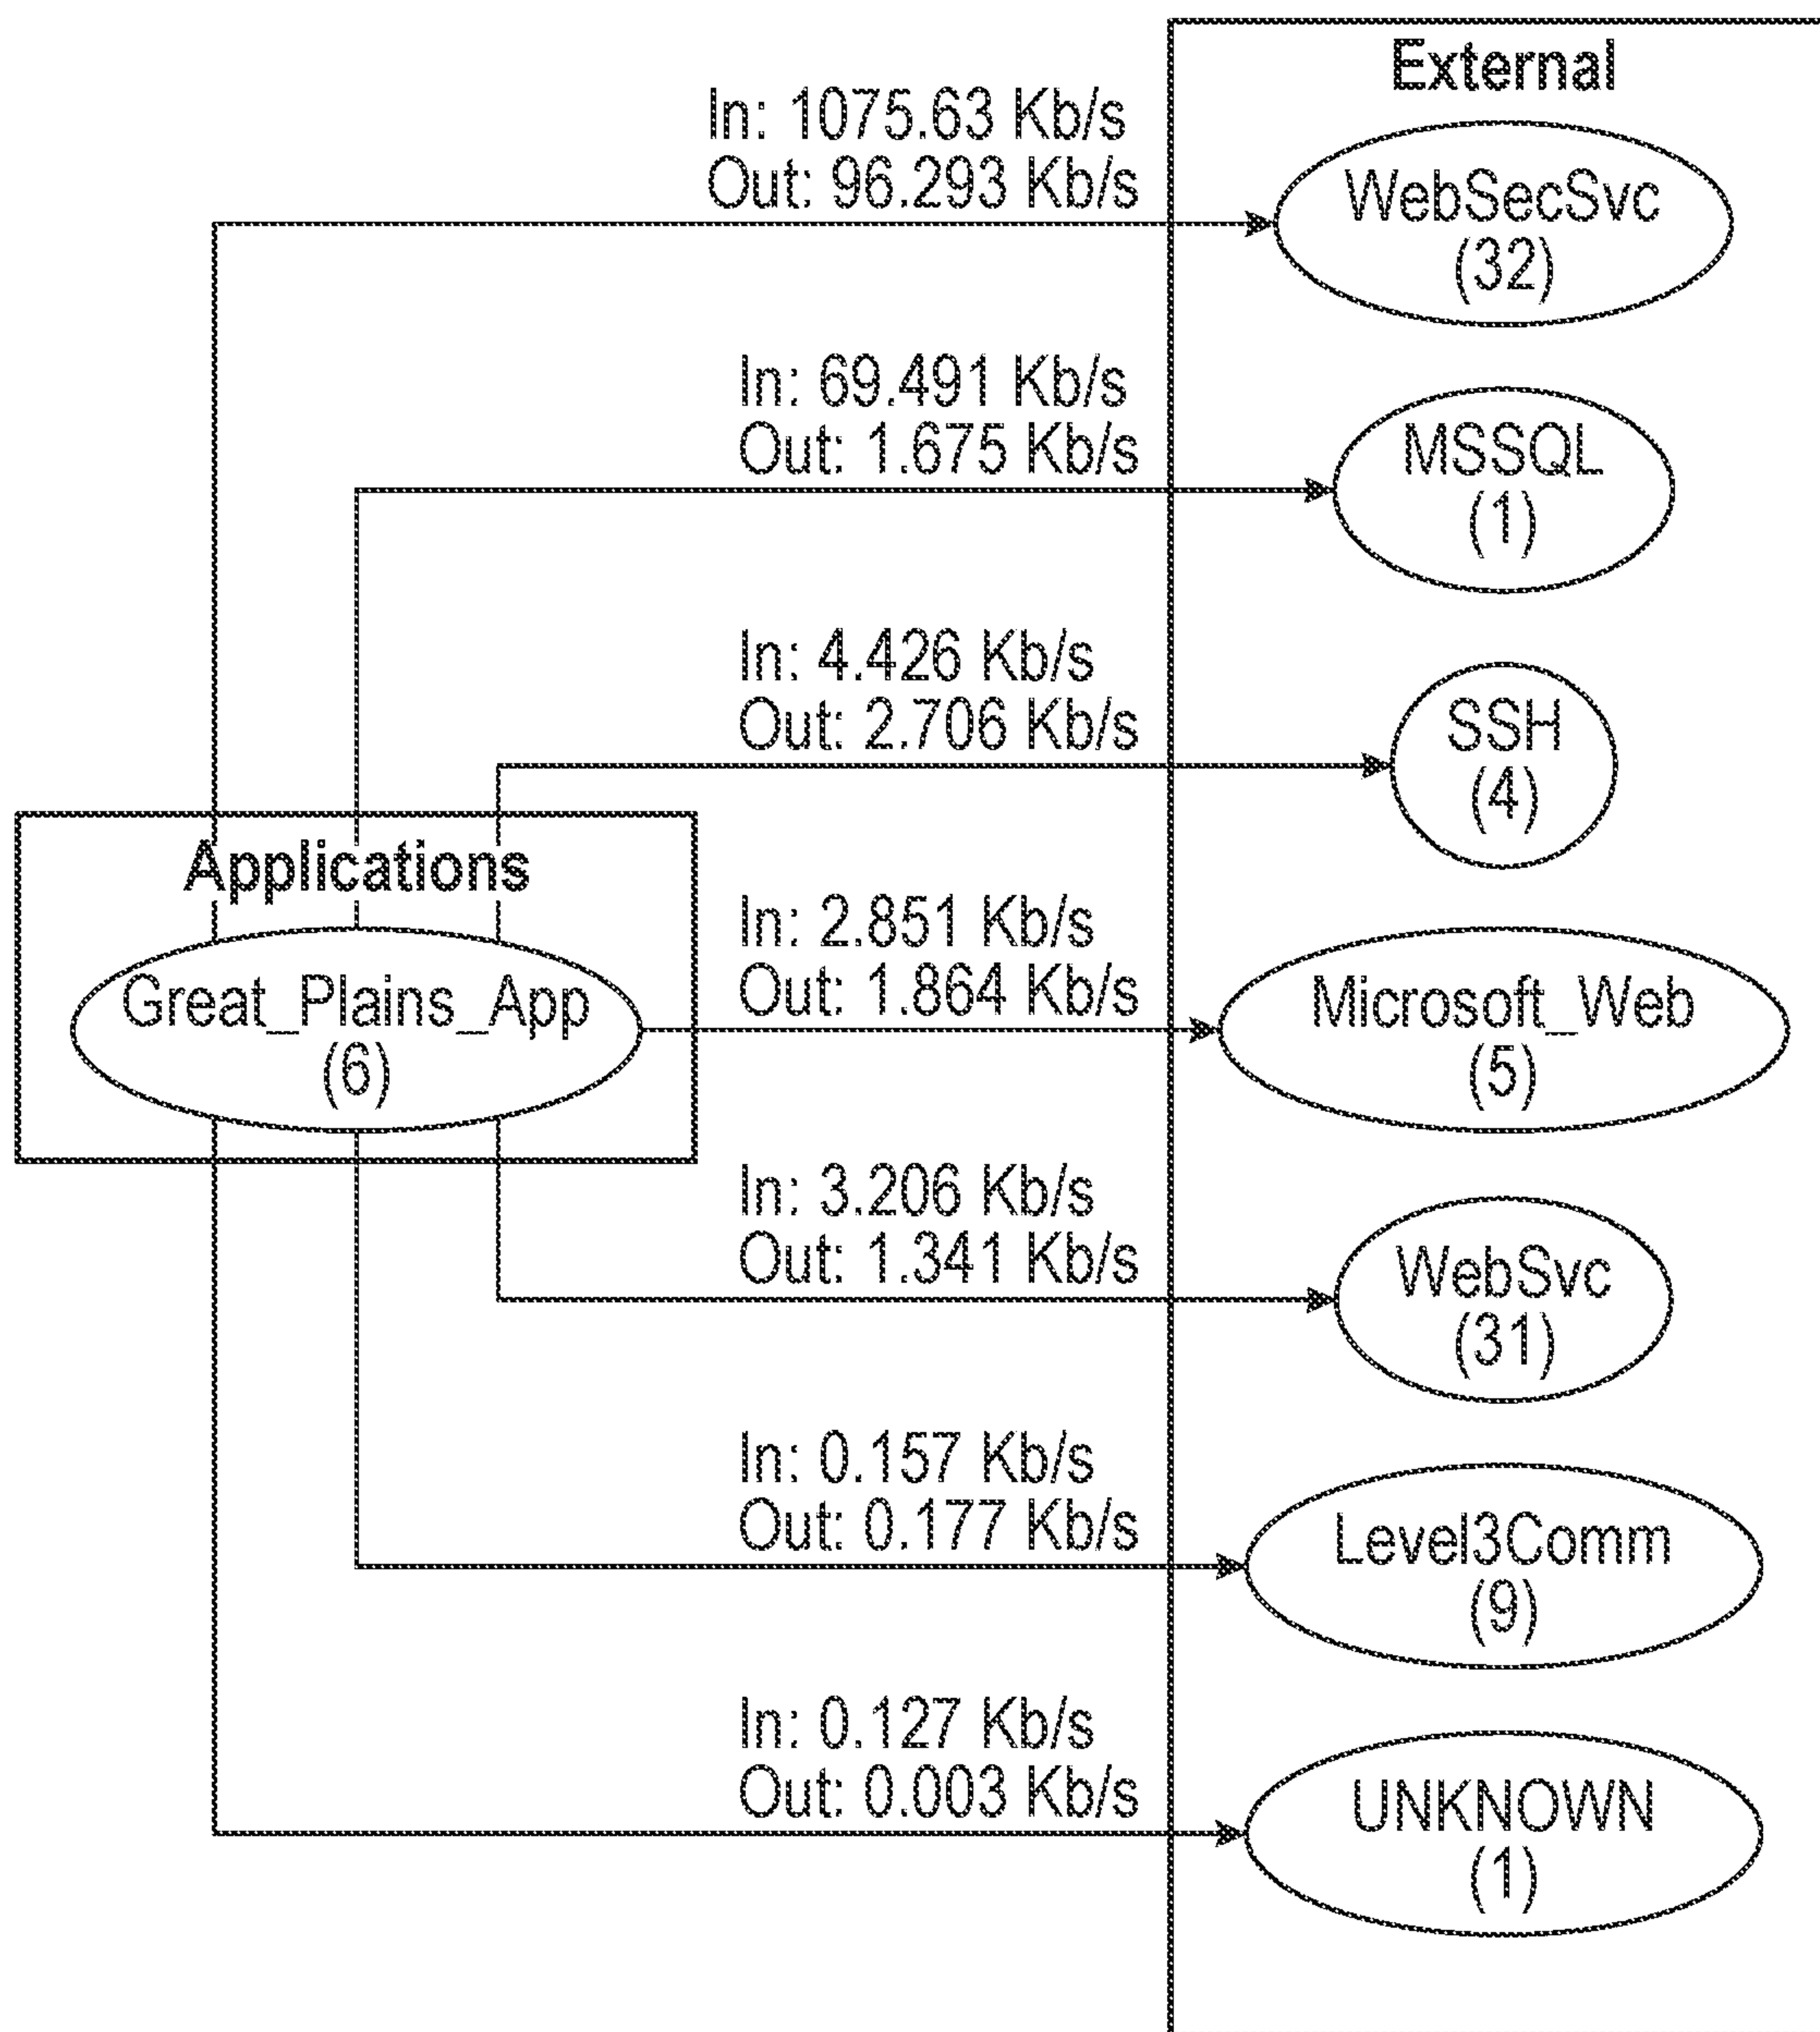 External
In: 1075.63 Kb/s
Out: 96.293 Kb/s
WebSecSvc
(32)
In: 69.491 Kb/s
Out: 1.675 Kb/s
MSSQL
(1)
In: 4.426 Kb/s
Out: 2.706 Kb/s
SSH
(4)
Applications
Great_Plains_App
(6)
In: 2.851 Kb/s
Out: 1.864 Kb/s
Microsoft_Web
(5)
In: 3.206 Kb/s
Out: 1.341 Kb/s
WebSvc
(31)
In: 0.157 Kb/s
Out: 0.177 Kb/s
Level3Comm
(9)
In: 0.127 Kb/s
Out: 0.003 Kb/s
UNKNOWN
(1)